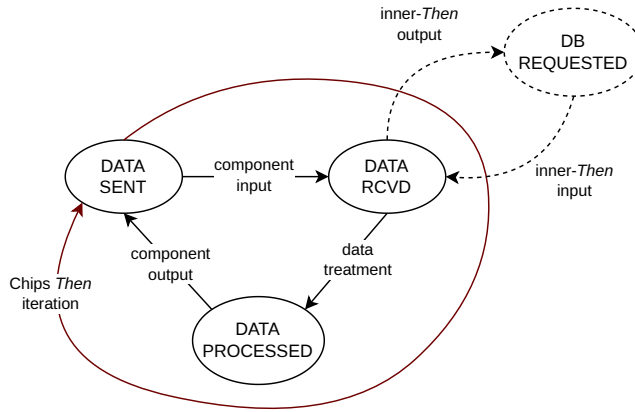 inner-Then
output
DB
REQUESTED
DATA
SENT
component
input
DATA
RCVD
inner-Then
input
component
output
data
treatment
Chips Then
iteration
DATA
PROCESSED